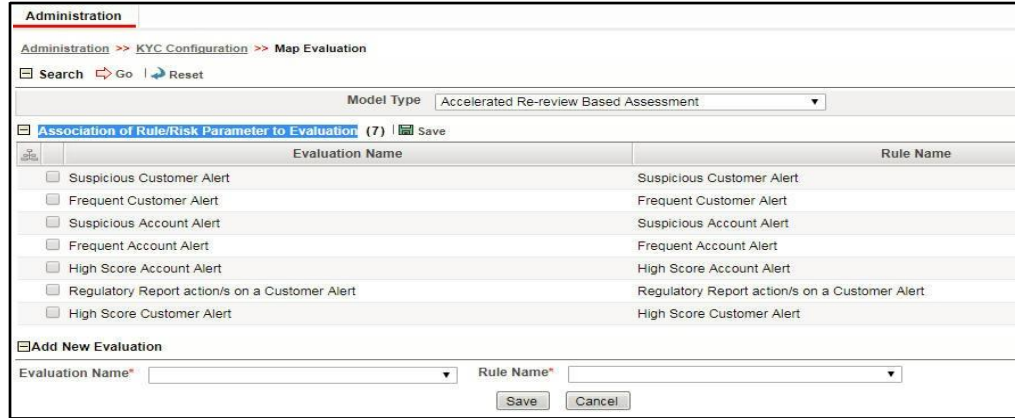 Administration
Administration >> KYC Configuration >> Map Evaluation
Search Go | Reset
Model Type Accelerated Re-review Based Assessment
Association of Rule/Risk Parameter to Evaluation (7) | Save
Evaluation Name Rule Name
Suspicious Customer Alert Suspicious Customer Alert
Frequent Customer Alert Frequent Customer Alert
Suspicious Account Alert Suspicious Account Alert
Frequent Account Alert Frequent Account Alert
High Score Account Alert High Score Account Alert
Regulatory Report action/s on a Customer Alert Regulatory Report action/s on a Customer Alert
High Score Customer Alert High Score Customer Alert
Add New Evaluation
Evaluation Name* Rule Name*
Save Cancel